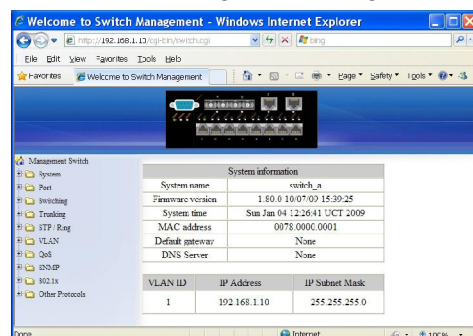 Welcome to Switch Management - Windows Internet Explorer
http://192.168.1.10/cgi-bin/switch.cgi
bing
File Edit View Favorites Tools Help
Favorites Welcome to Switch Management Page Safety Tools
Management Switch
System
Port
Switching
Trunking
STP / Ring
VLAN
QoS
SNMP
802.1x
Other Protocols
System information
System name switch_a
Firmware version 1.80.0 10/07/09 15:39:25
System time Sun Jan 04 12:26:41 UCT 2009
MAC address 0078.0000.0001
Default gateway None
DNS Server None
VLAN ID IP Address IP Subnet Mask
1 192.168.1.10 255.255.255.0
Done Internet 100%